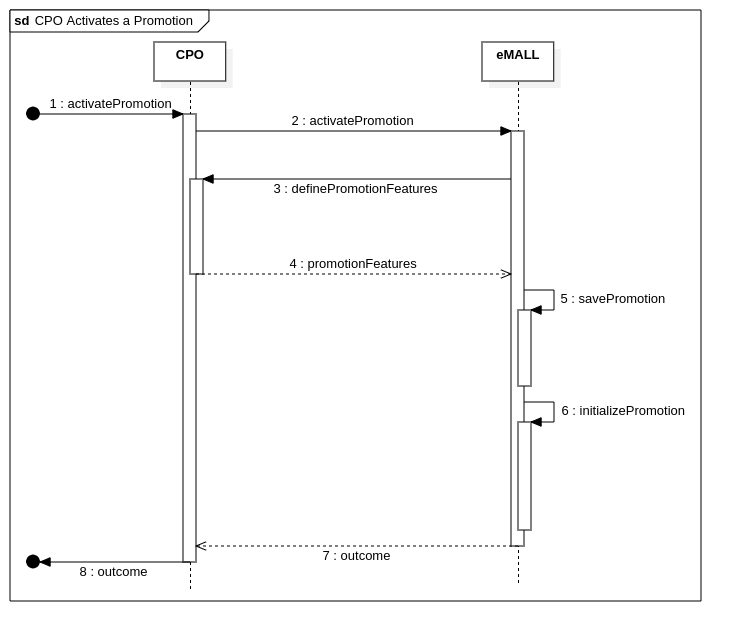 sd CPO Activates a Promotion
CPO
eMALL
1 : activatePromotion
2 : activatePromotion
3 : definePromotionFeatures
4 : promotionFeatures
5 : savePromotion
6 : initializePromotion
7 : outcome
8 : outcome